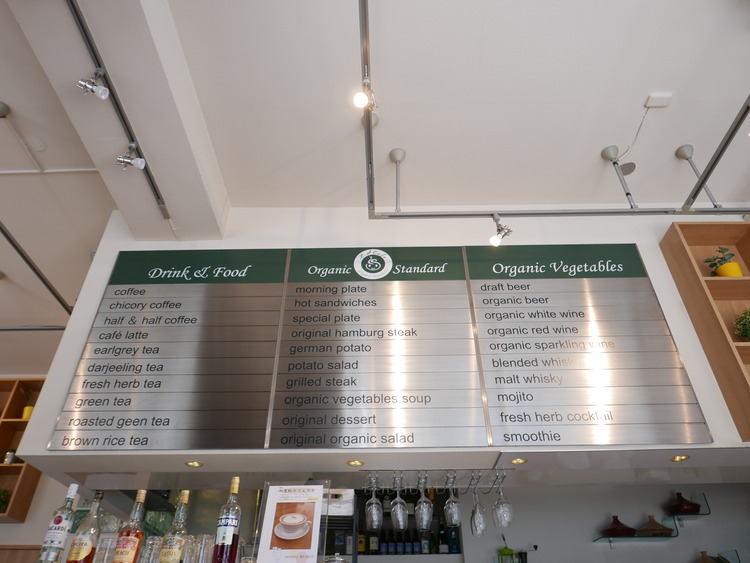 Drink & Food
coffee
chicory coffee
half & half coffee
café latte
earlgrey tea
darjeeling tea
fresh herb tea
green tea
roasted geen tea
brown rice tea
Organic Standard
morning plate
hot sandwiches
special plate
original hamburg steak
german potato
potato salad
grilled steak
organic vegetables soup
original dessert
original organic salad
Organic Vegetables
draft beer
organic beer
organic white wine
organic red wine
organic sparkling wine
blended whisky
malt whisky
mojito
fresh herb cocktail
smoothie
BACARDI
CAMPARI